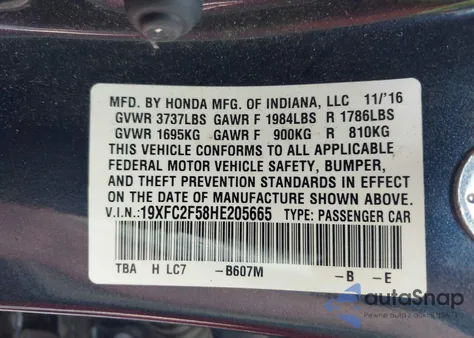 MFD. BY HONDA MFG. OF INDIANA, LLC 11/'16
GVWR 3737LBS GAWR F 1984LBS R 1786LBS
GVWR 1695KG GAWR F 900KG R 810KG
THIS VEHICLE CONFORMS TO ALL APPLICABLE
FEDERAL MOTOR VEHICLE SAFETY, BUMPER,
AND THEFT PREVENTION STANDARDS IN EFFECT
ON THE DATE OF MANUFACTURE SHOWN ABOVE.
V.I.N.: 19XFC2F58HE205665 TYPE: PASSENGER CAR
TBA H LC7 -B607M -B -E
autoSnap